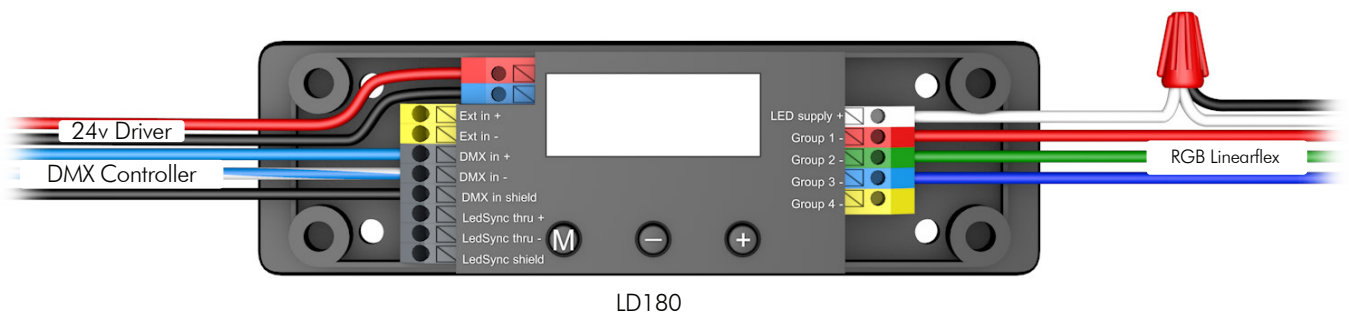 24v Driver
DMX Controller
Ext in +
Ext in -
DMX in +
DMX in -
DMX in shield
LedSync thru +
LedSync thru -
LedSync shield
M
−
+
LED supply +
Group 1 -
Group 2 -
Group 3 -
Group 4 -
RGB Linearflex
LD180